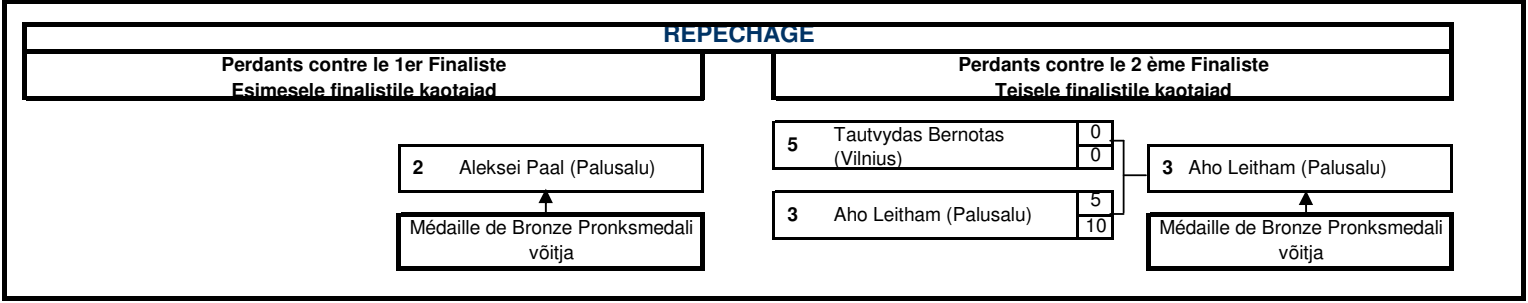 REPECHAGE
Perdants contre le 1er Finaliste
Esimesele finalistile kaotajad
Perdants contre le 2 ème Finaliste
Teisele finalistile kaotajad
2 Aleksei Paal (Palusalu)
Médaille de Bronze Pronksmedali
võitja
5 Tautvydas Bernotas
(Vilnius)
0
0
3 Aho Leitham (Palusalu)
5
10
3 Aho Leitham (Palusalu)
Médaille de Bronze Pronksmedali
võitja